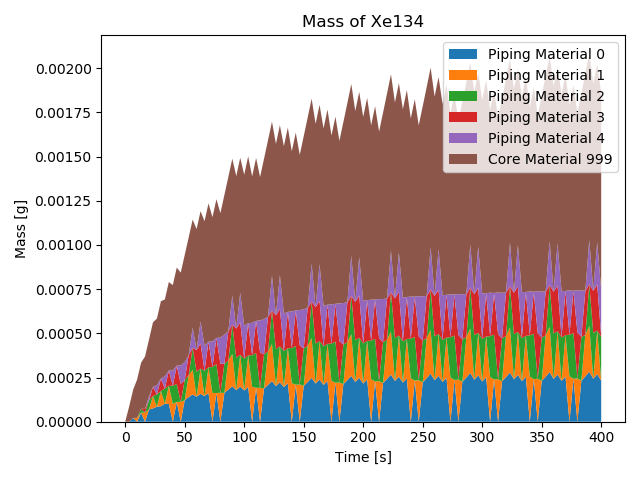 Mass of Xe134
Piping Material 0
Piping Material 1
Piping Material 2
Piping Material 3
Piping Material 4
Core Material 999
Mass [g]
0.00200
0.00175
0.00150
0.00125
0.00100
0.00075
0.00050
0.00025
0.00000
0 50 100 150 200 250 300 350 400
Time [s]